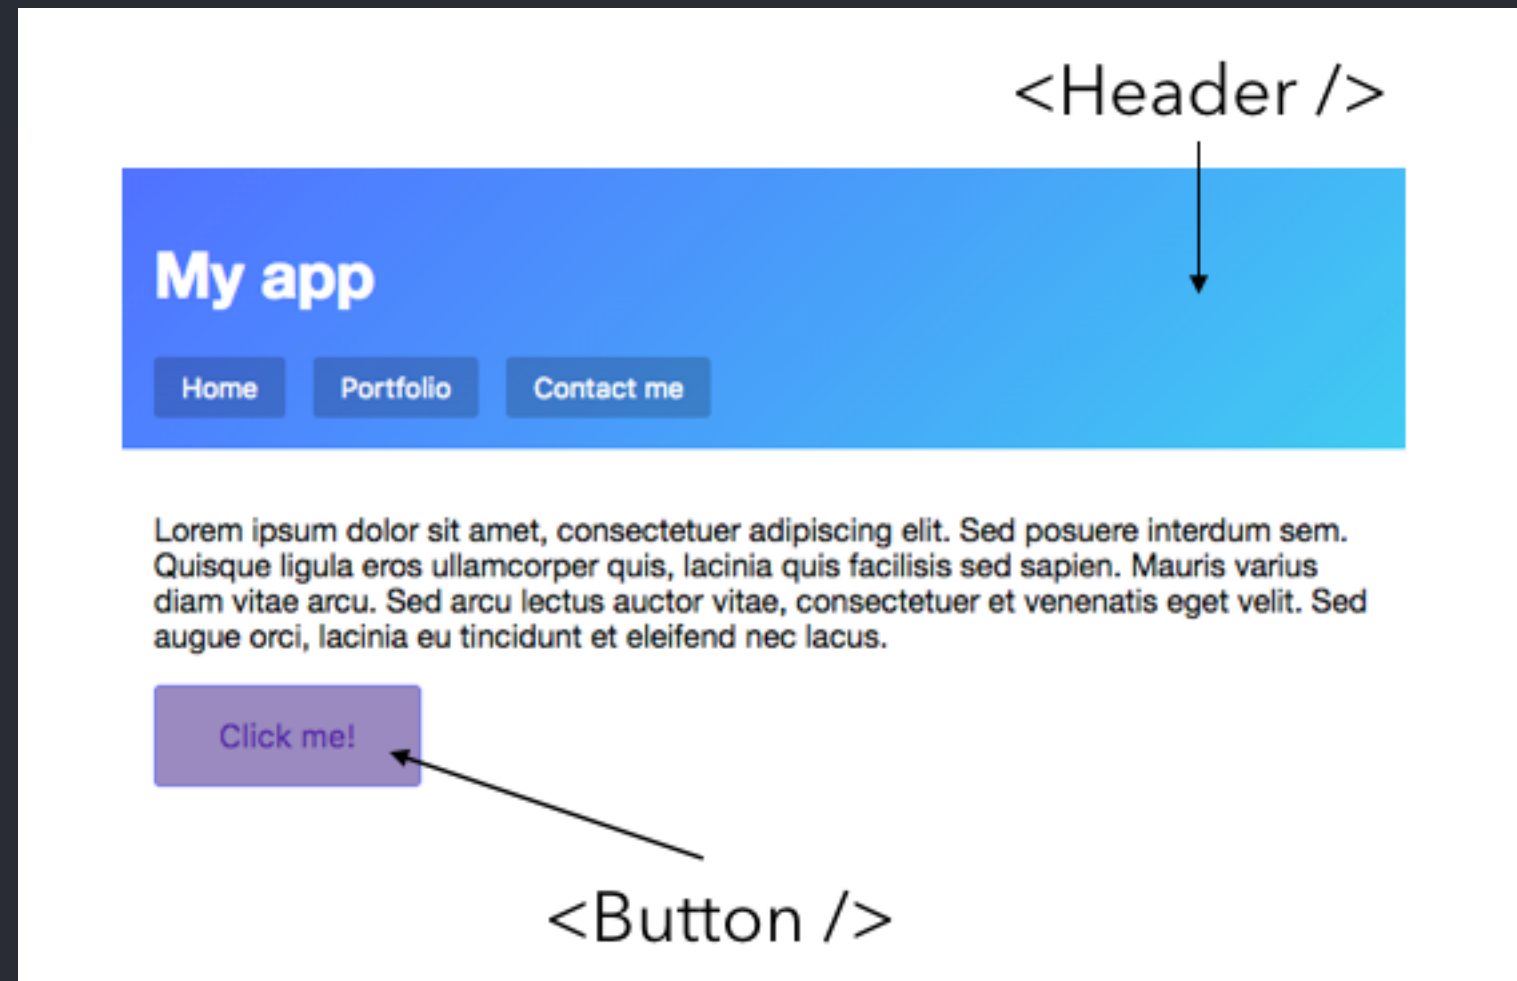 <Header />
My app
Home Portfolio Contact me
Lorem ipsum dolor sit amet, consectetuer adipiscing elit. Sed posuere interdum sem.
Quisque ligula eros ullamcorper quis, lacinia quis facilisis sed sapien. Mauris varius
diam vitae arcu. Sed arcu lectus auctor vitae, consectetuer et venenatis eget velit. Sed
augue orci, lacinia eu tincidunt et eleifend nec lacus.
Click me!
<Button />